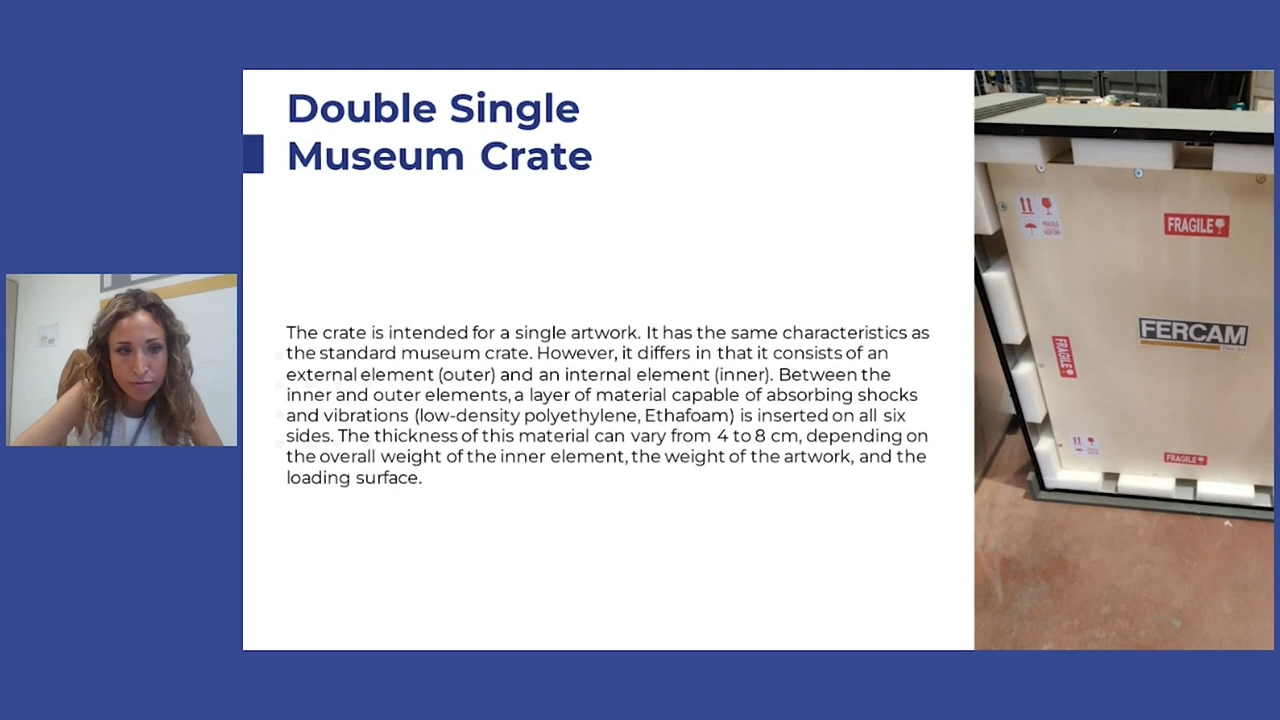 Double Single
Museum Crate
The crate is intended for a single artwork. It has the same characteristics as
the standard museum crate. However, it differs in that it consists of an
external element (outer) and an internal element (inner). Between the
inner and outer elements, a layer of material capable of absorbing shocks
and vibrations (low-density polyethylene, Ethafoam) is inserted on all six
sides. The thickness of this material can vary from 4 to 8 cm, depending on
the overall weight of the inner element, the weight of the artwork, and the
loading surface.
FRAGILE
FERCAM
FRAGILE
FRAGILE